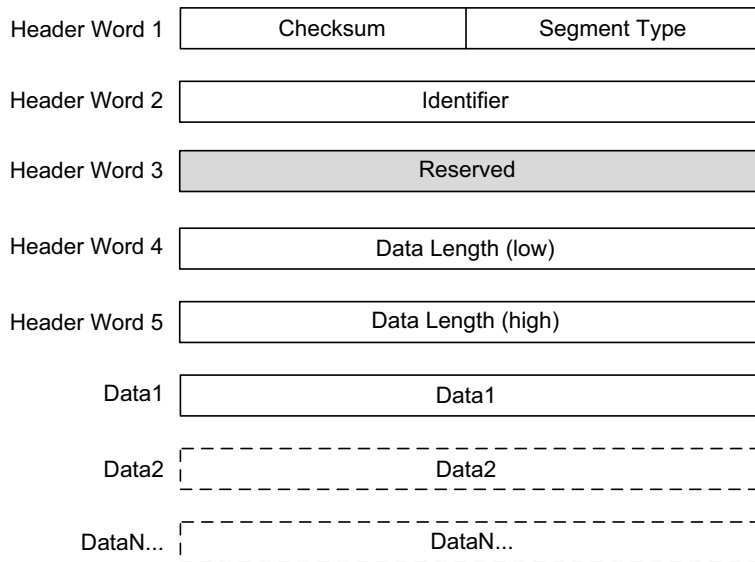 Header Word 1 Checksum Segment Type
Header Word 2 Identifier
Header Word 3 Reserved
Header Word 4 Data Length (low)
Header Word 5 Data Length (high)
Data1 Data1
Data2 Data2
DataN... DataN...